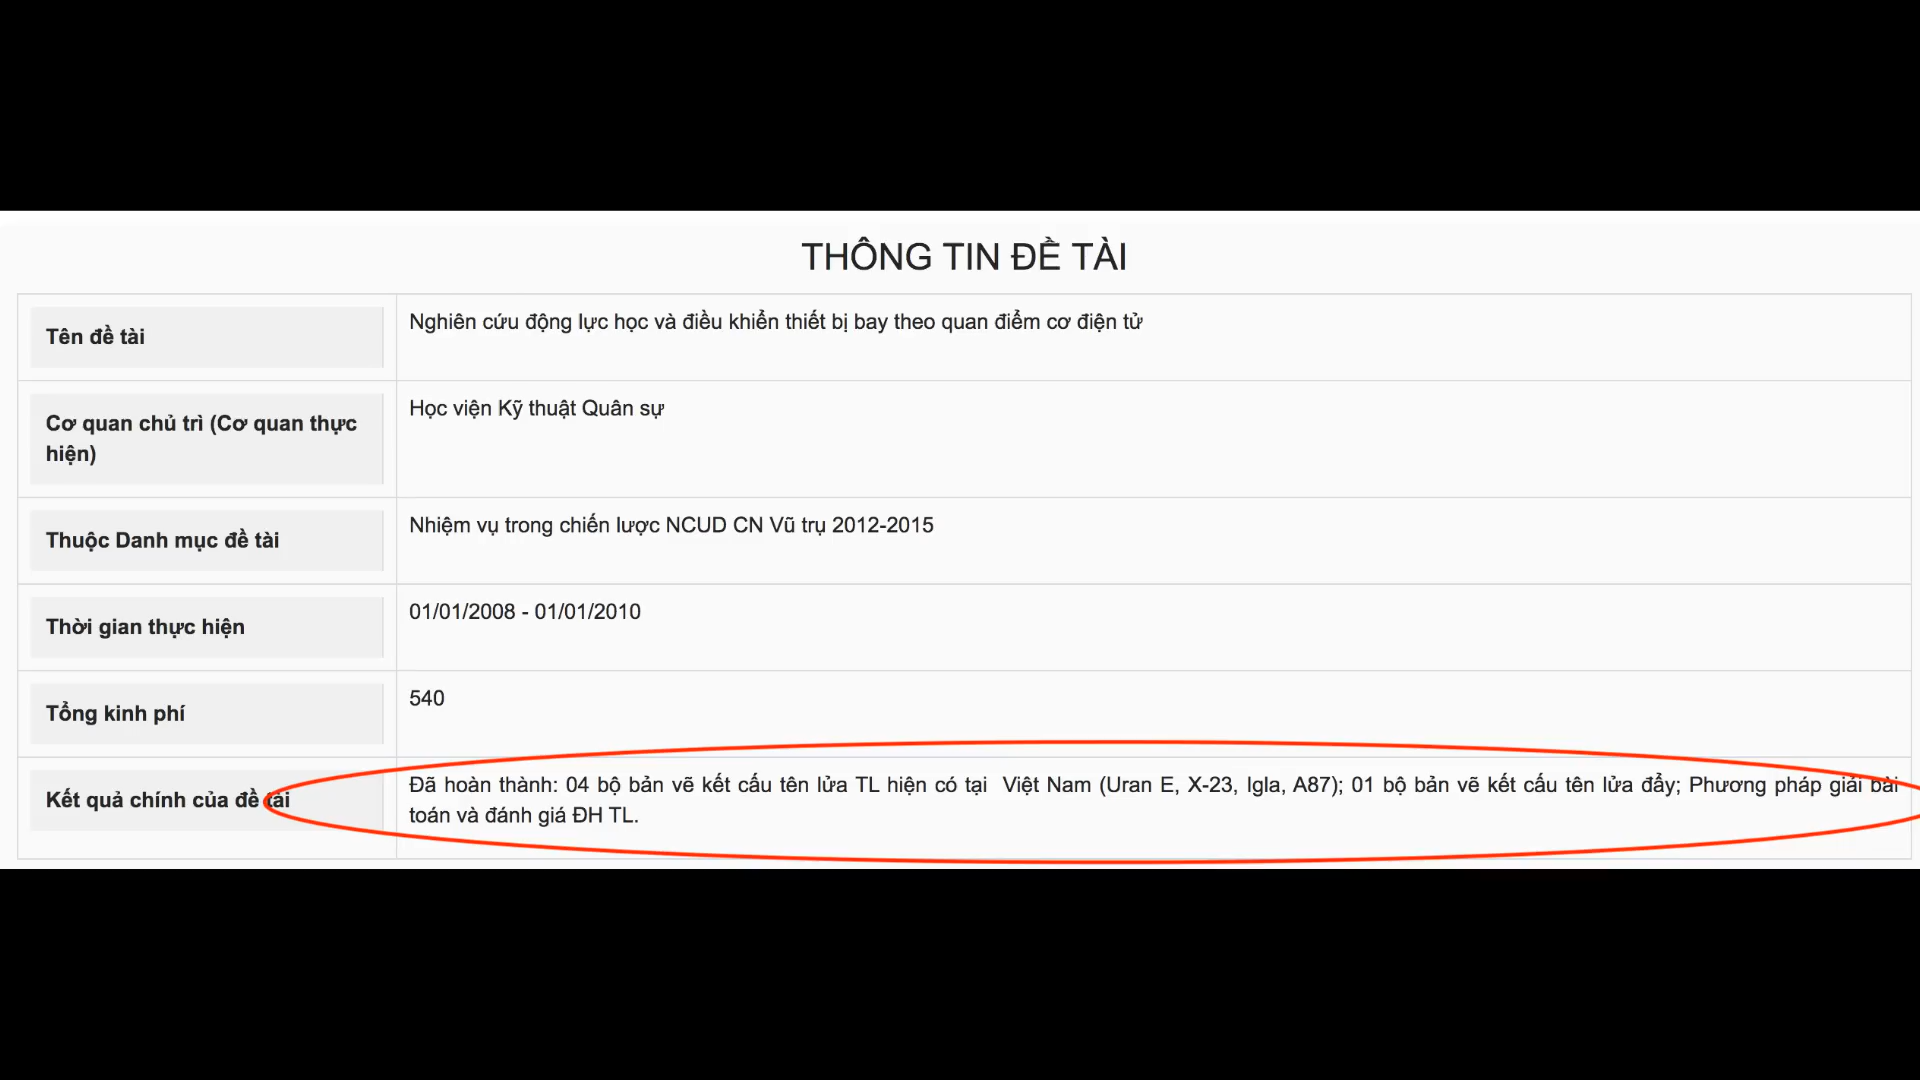 THÔNG TIN ĐỀ TÀI
Tên đề tài
Nghiên cứu động lực học và điều khiển thiết bị bay theo quan điểm cơ điện tử
Cơ quan chủ trì (Cơ quan thực
hiện)
Học viện Kỹ thuật Quân sự
Thuộc Danh mục đề tài
Nhiệm vụ trong chiến lược NCUD CN Vũ trụ 2012-2015
Thời gian thực hiện
01/01/2008 - 01/01/2010
Tổng kinh phí
540
Kết quả chính của đề tài
Đã hoàn thành: 04 bộ bản vẽ kết cấu tên lửa TL hiện có tại Việt Nam (Uran E, X-23, Igla, A87); 01 bộ bản vẽ kết cấu tên lửa đẩy; Phương pháp giải bài
toán và đánh giá ĐH TL.